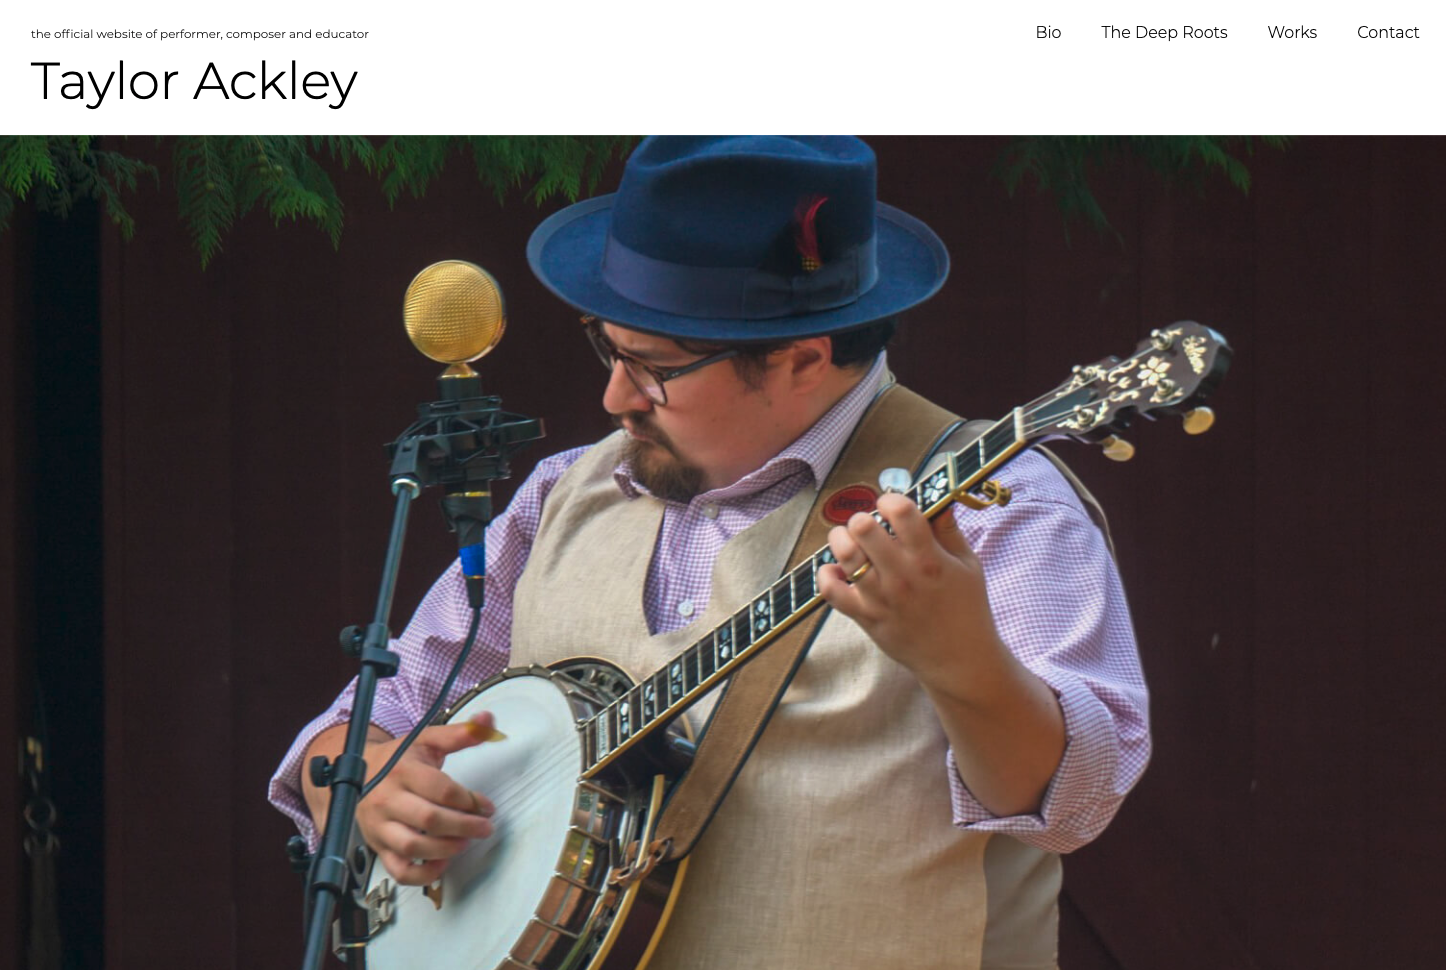 the official website of performer, composer and educator
Taylor Ackley
Bio
The Deep Roots
Works
Contact